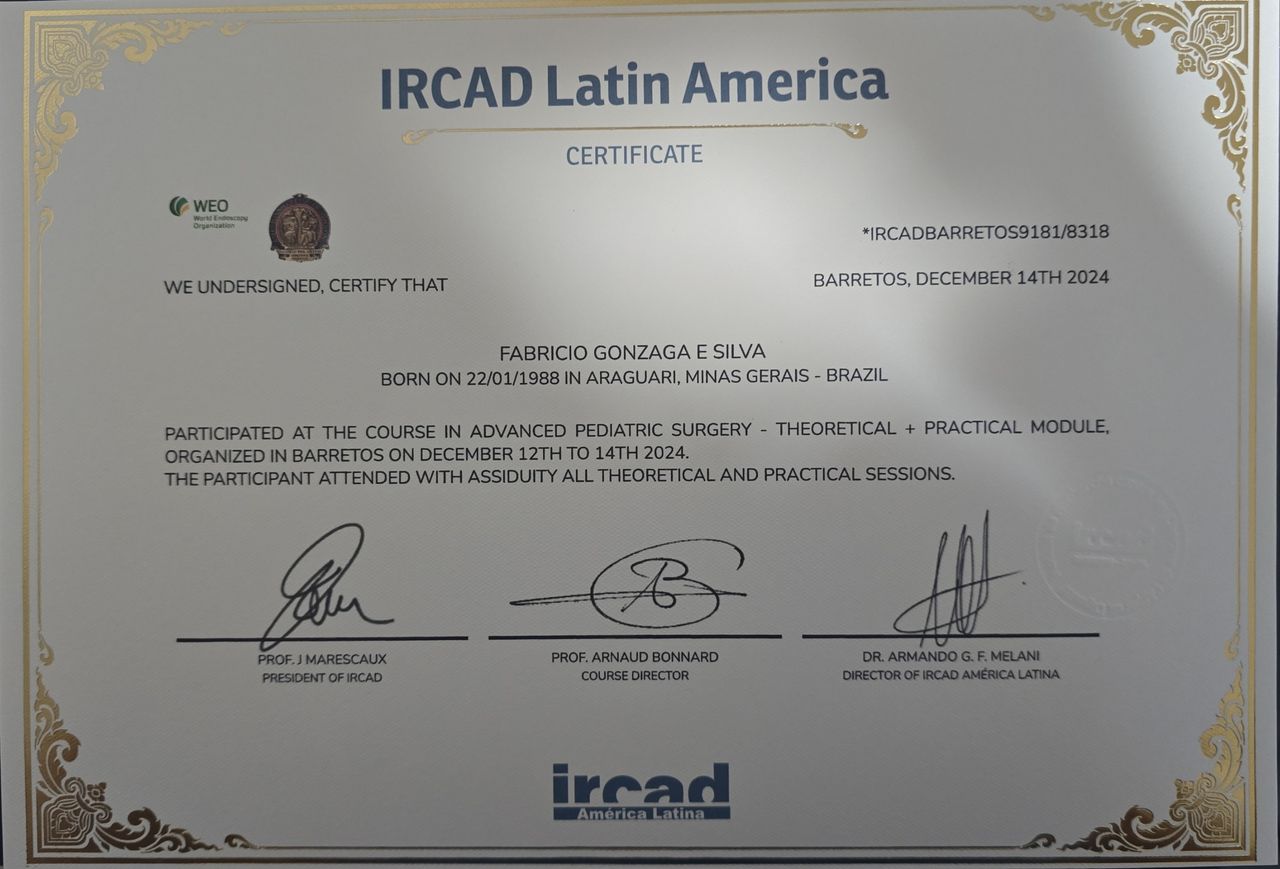 IRCAD Latin America
CERTIFICATE
WEO
World Endoscopy
Organization
*IRCADBARRETOS9181/8318
WE UNDERSIGNED, CERTIFY THAT
BARRETOS, DECEMBER 14TH 2024
FABRICIO GONZAGA E SILVA
BORN ON 22/01/1988 IN ARAGUARI, MINAS GERAIS - BRAZIL
PARTICIPATED AT THE COURSE IN ADVANCED PEDIATRIC SURGERY - THEORETICAL + PRACTICAL MODULE,
ORGANIZED IN BARRETOS ON DECEMBER 12TH TO 14TH 2024.
THE PARTICIPANT ATTENDED WITH ASSIDUITY ALL THEORETICAL AND PRACTICAL SESSIONS.
PROF. J MARESCAUX
PRESIDENT OF IRCAD
PROF. ARNAUD BONNARD
COURSE DIRECTOR
DR. ARMANDO G. F. MELANI
DIRECTOR OF IRCAD AMÉRICA LATINA
ircad
ircad
América Latina